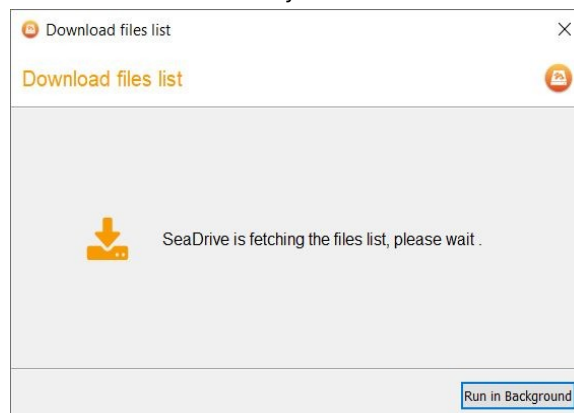 Download files list
Download files list
SeaDrive is fetching the files list, please wait .
Run in Background